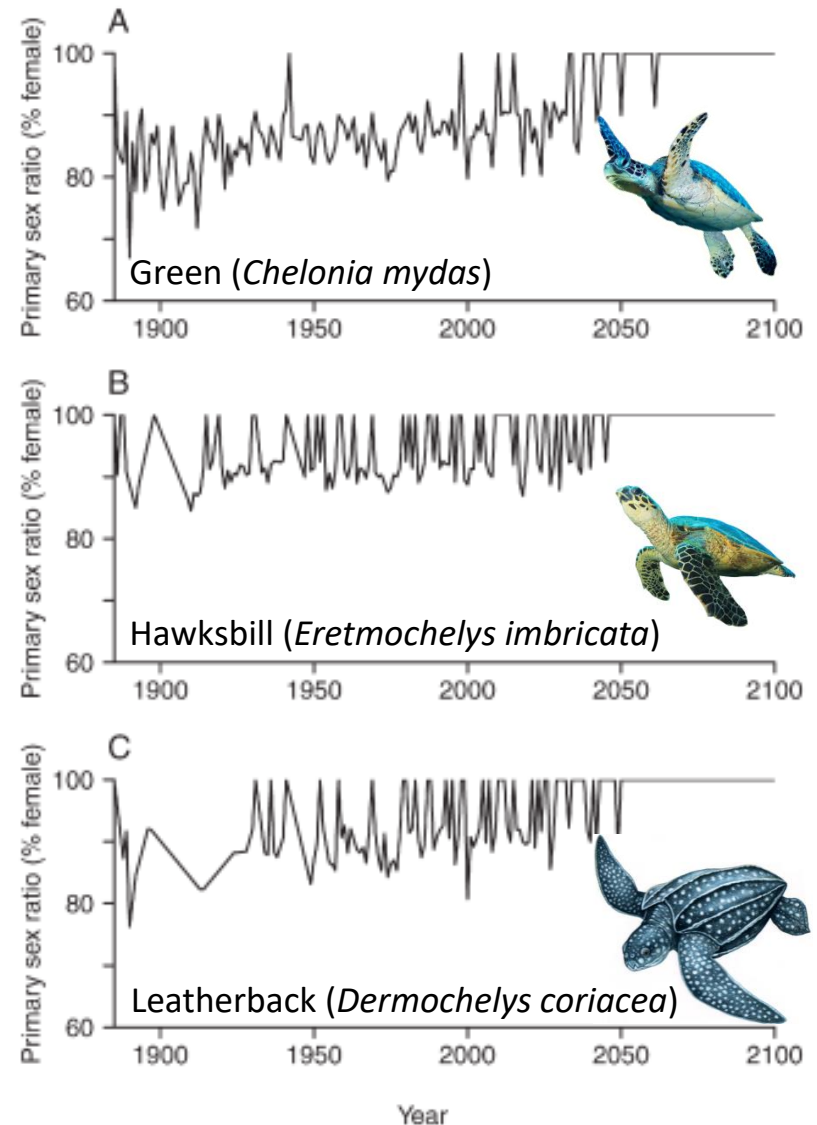 A
Primary sex ratio (% female)
100
80
60
Green (Chelonia mydas)
1900 1950 2000 2050 2100
B
Primary sex ratio (% female)
100
80
60
Hawksbill (Eretmochelys imbricata)
1900 1950 2000 2050 2100
C
Primary sex ratio (% female)
100
80
60
Leatherback (Dermochelys coriacea)
1900 1950 2000 2050 2100
Year